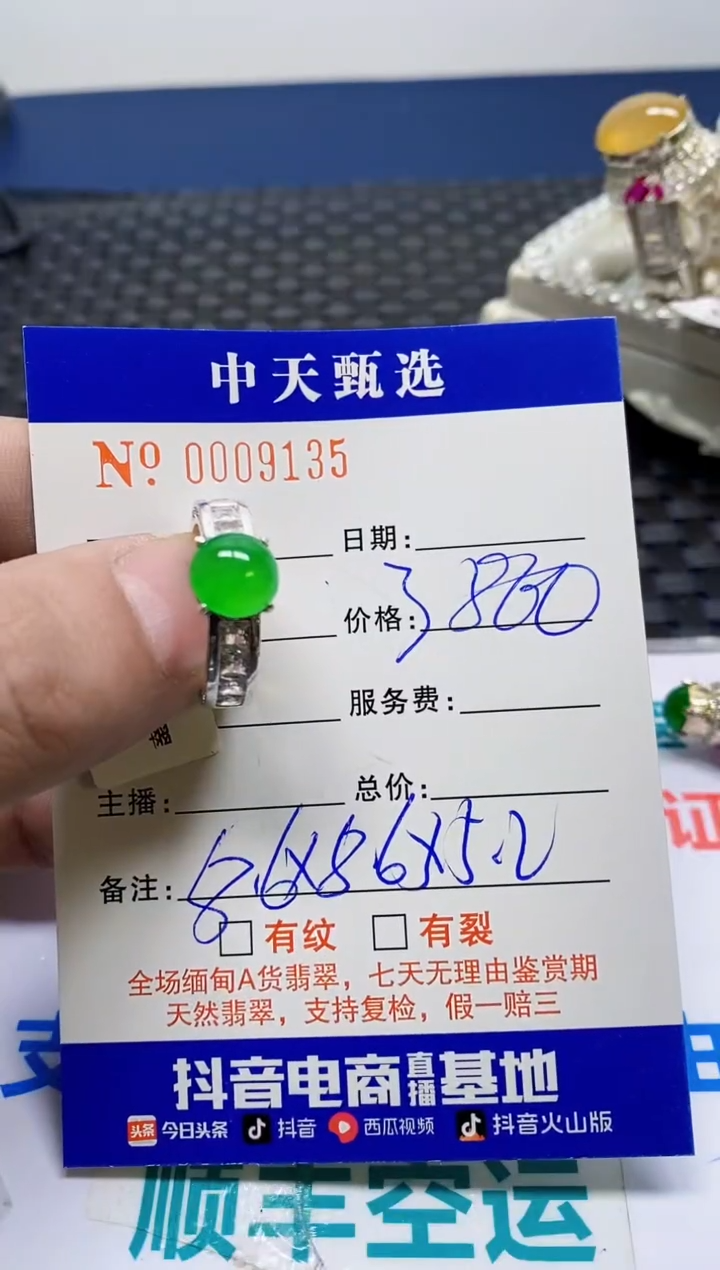 中天甄选
No 0009135
日期:
价格: 3860
服务费:
主播: 总价:
备注: 8.6x8.6x5.2
有纹 有裂
全场缅甸A货翡翠，七天无理由鉴赏期
天然翡翠，支持复检，假一赔三
抖音电商直播基地
头条 今日头条 抖音 西瓜视频 抖音火山版
证
支
顺丰空运